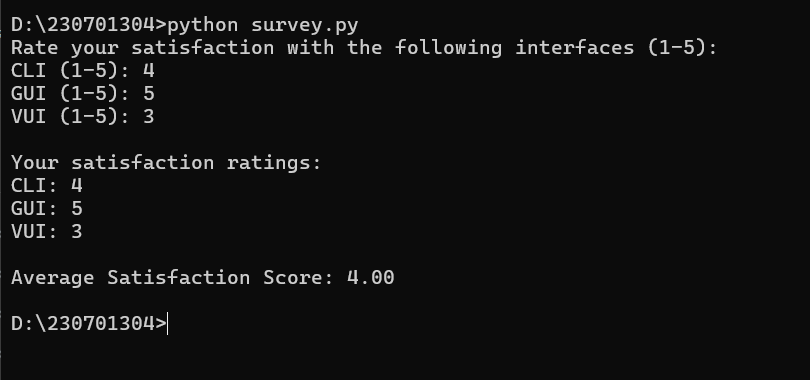 D:\230701304>python survey.py
Rate your satisfaction with the following interfaces (1-5):
CLI (1-5): 4
GUI (1-5): 5
VUI (1-5): 3
Your satisfaction ratings:
CLI: 4
GUI: 5
VUI: 3
Average Satisfaction Score: 4.00
D:\230701304>